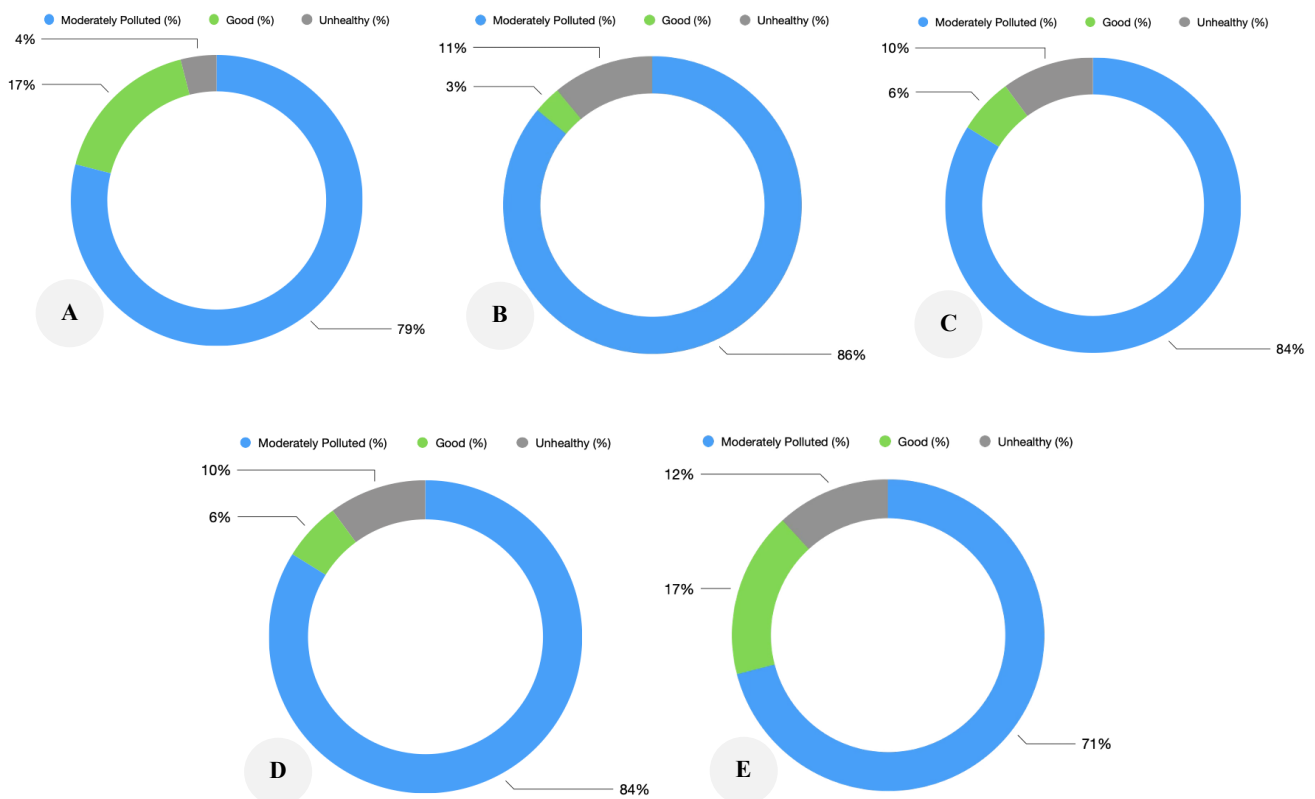 Moderately Polluted (%) Good (%) Unhealthy (%)
4%
17%
79%
A
Moderately Polluted (%) Good (%) Unhealthy (%)
11%
3%
86%
B
Moderately Polluted (%) Good (%) Unhealthy (%)
10%
6%
84%
C
Moderately Polluted (%) Good (%) Unhealthy (%)
10%
6%
84%
D
Moderately Polluted (%) Good (%) Unhealthy (%)
12%
17%
71%
E